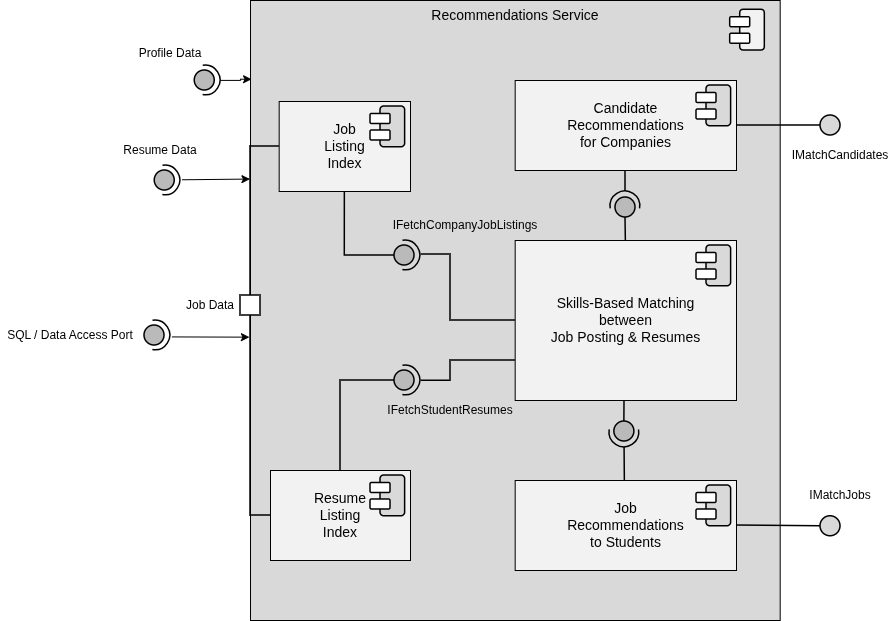 Recommendations Service
Profile Data
Candidate
Recommendations
for Companies
Job
Listing
Index
Resume Data
IMatchCandidates
IFetchCompanyJobListings
Job Data
Skills-Based Matching
between
Job Posting & Resumes
SQL / Data Access Port
IFetchStudentResumes
Resume
Listing
Index
Job
Recommendations
to Students
IMatchJobs